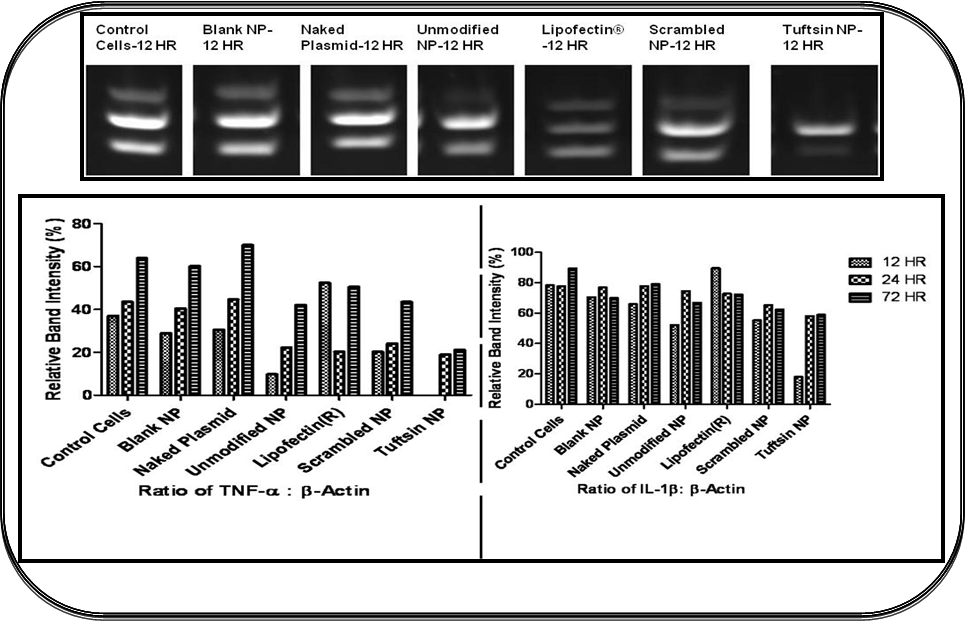 Control
Cells-12 HR
Blank NP-
12 HR
Naked
Plasmid-12 HR
Unmodified
NP-12 HR
Lipofectin®
-12 HR
Scrambled
NP-12 HR
Tuftsin NP-
12 HR
Relative Band Intensity (%)
80
60
40
20
0
Control Cells
Blank NP
Naked Plasmid
Unmodified NP
Lipofectin(R)
Scrambled NP
Tuftsin NP
Ratio of TNF-α : β-Actin
Relative Band Intensity (%)
100
80
60
40
20
0
Control Cells
Blank NP
Naked Plasmid
Unmodified NP
Lipofectin(R)
Scrambled NP
Tuftsin NP
Ratio of IL-1β: β-Actin
12 HR
24 HR
72 HR